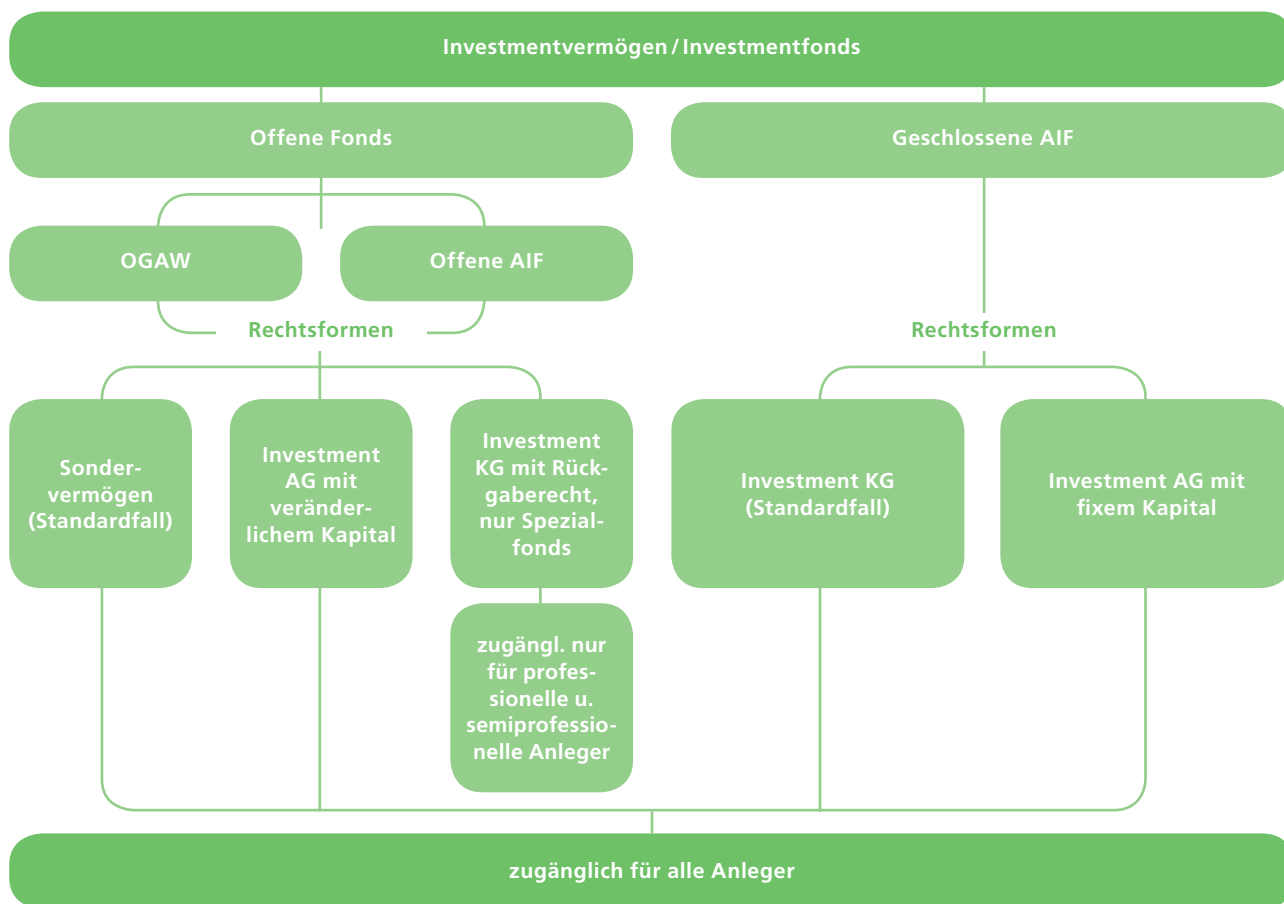 Investmentvermögen / Investmentfonds
Offene Fonds
Geschlossene AIF
OGAW
Offene AIF
Rechtsformen
Rechtsformen
Sonder-
vermögen
(Standardfall)
Investment
AG mit
veränder-
lichem Kapital
Investment
KG mit Rück-
gaberecht,
nur Spezial-
fonds
Investment KG
(Standardfall)
Investment AG mit
fixem Kapital
zugängl. nur
für profes-
sionelle u.
semiprofessio-
nelle Anleger
zugänglich für alle Anleger